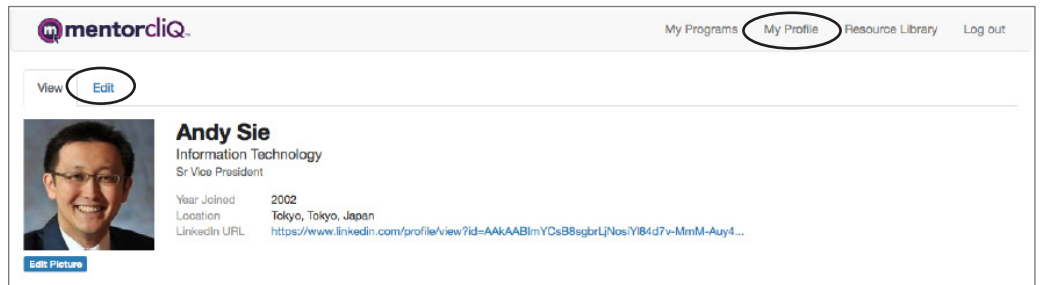 mentorcliQ™ My Programs My Profile Resource Library Log out
View Edit
Andy Sie
Information Technology
Sr Vice President
Year Joined 2002
Location Tokyo, Tokyo, Japan
LinkedIn URL https://www.linkedin.com/profile/view?id=AAkAABImYCsB8sgbrLjNosiYl84d7v-MmM-Auy4...
Edit Picture